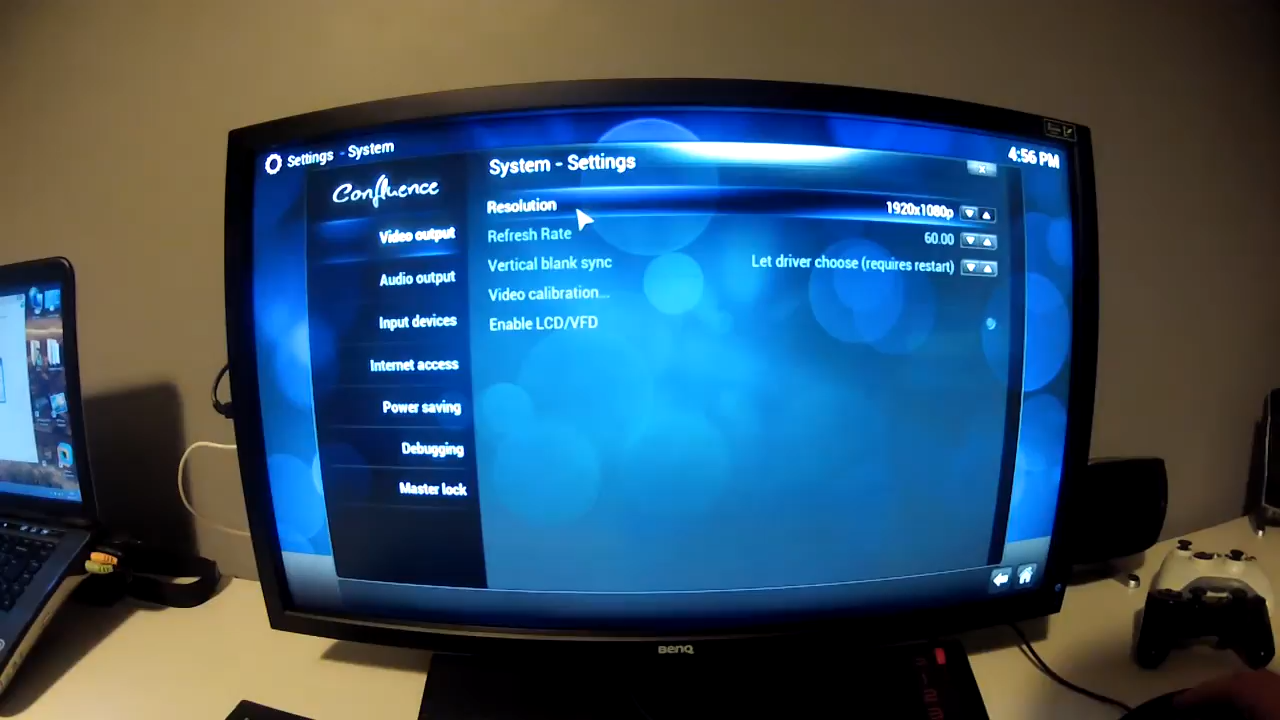 Settings - System
4:56 PM
Confluence
System - Settings
Video output
Audio output
Input devices
Internet access
Power saving
Debugging
Master lock
Resolution 1920x1080p
Refresh Rate 60.00
Vertical blank sync Let driver choose (requires restart)
Video calibration...
Enable LCD/VFD
BenQ